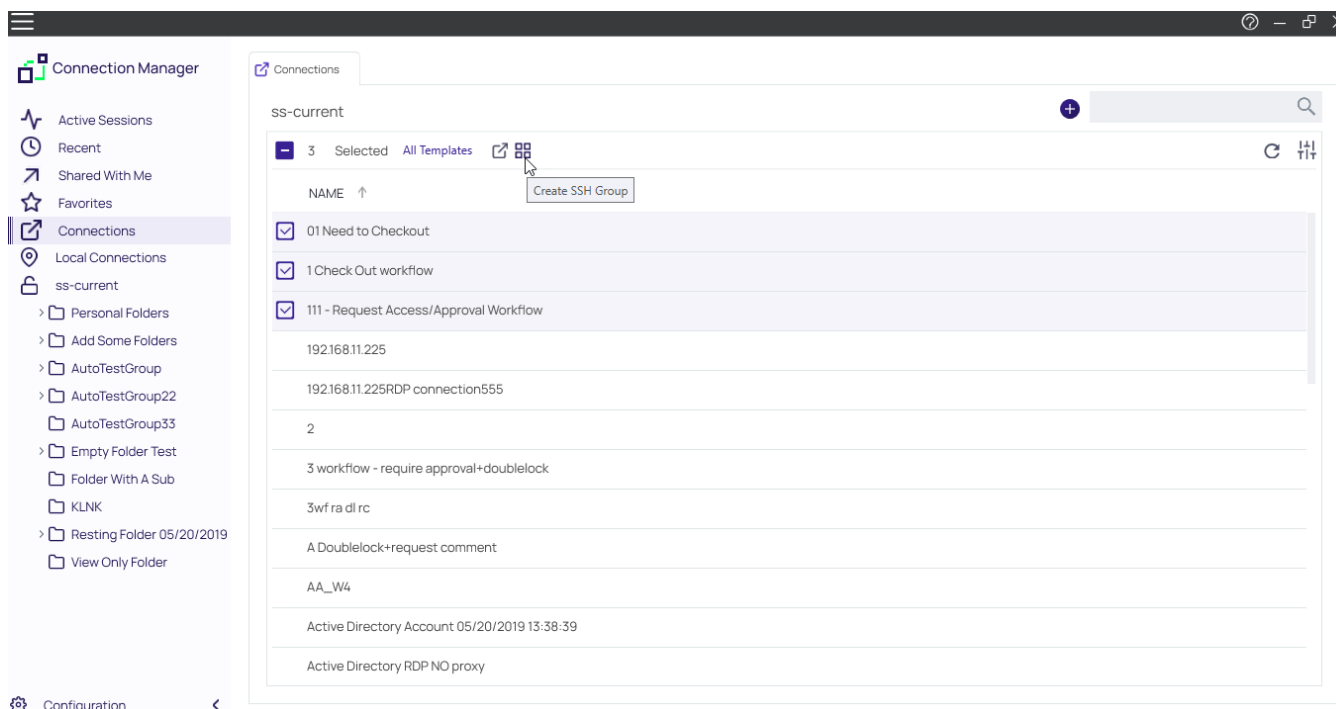 Connection Manager
Connections
Active Sessions
Recent
Shared With Me
Favorites
Connections
Local Connections
ss-current
Personal Folders
Add Some Folders
AutoTestGroup
AutoTestGroup22
AutoTestGroup33
Empty Folder Test
Folder With A Sub
KLNK
Resting Folder 05/20/2019
View Only Folder
Configuration
ss-current
3 Selected All Templates
Create SSH Group
NAME
01 Need to Checkout
1 Check Out workflow
111 - Request Access/Approval Workflow
192.168.11.225
192.168.11.225RDP connection555
2
3 workflow - require approval+doublelock
3wf ra dl rc
A Doublelock+request comment
AA_W4
Active Directory Account 05/20/2019 13:38:39
Active Directory RDP NO proxy